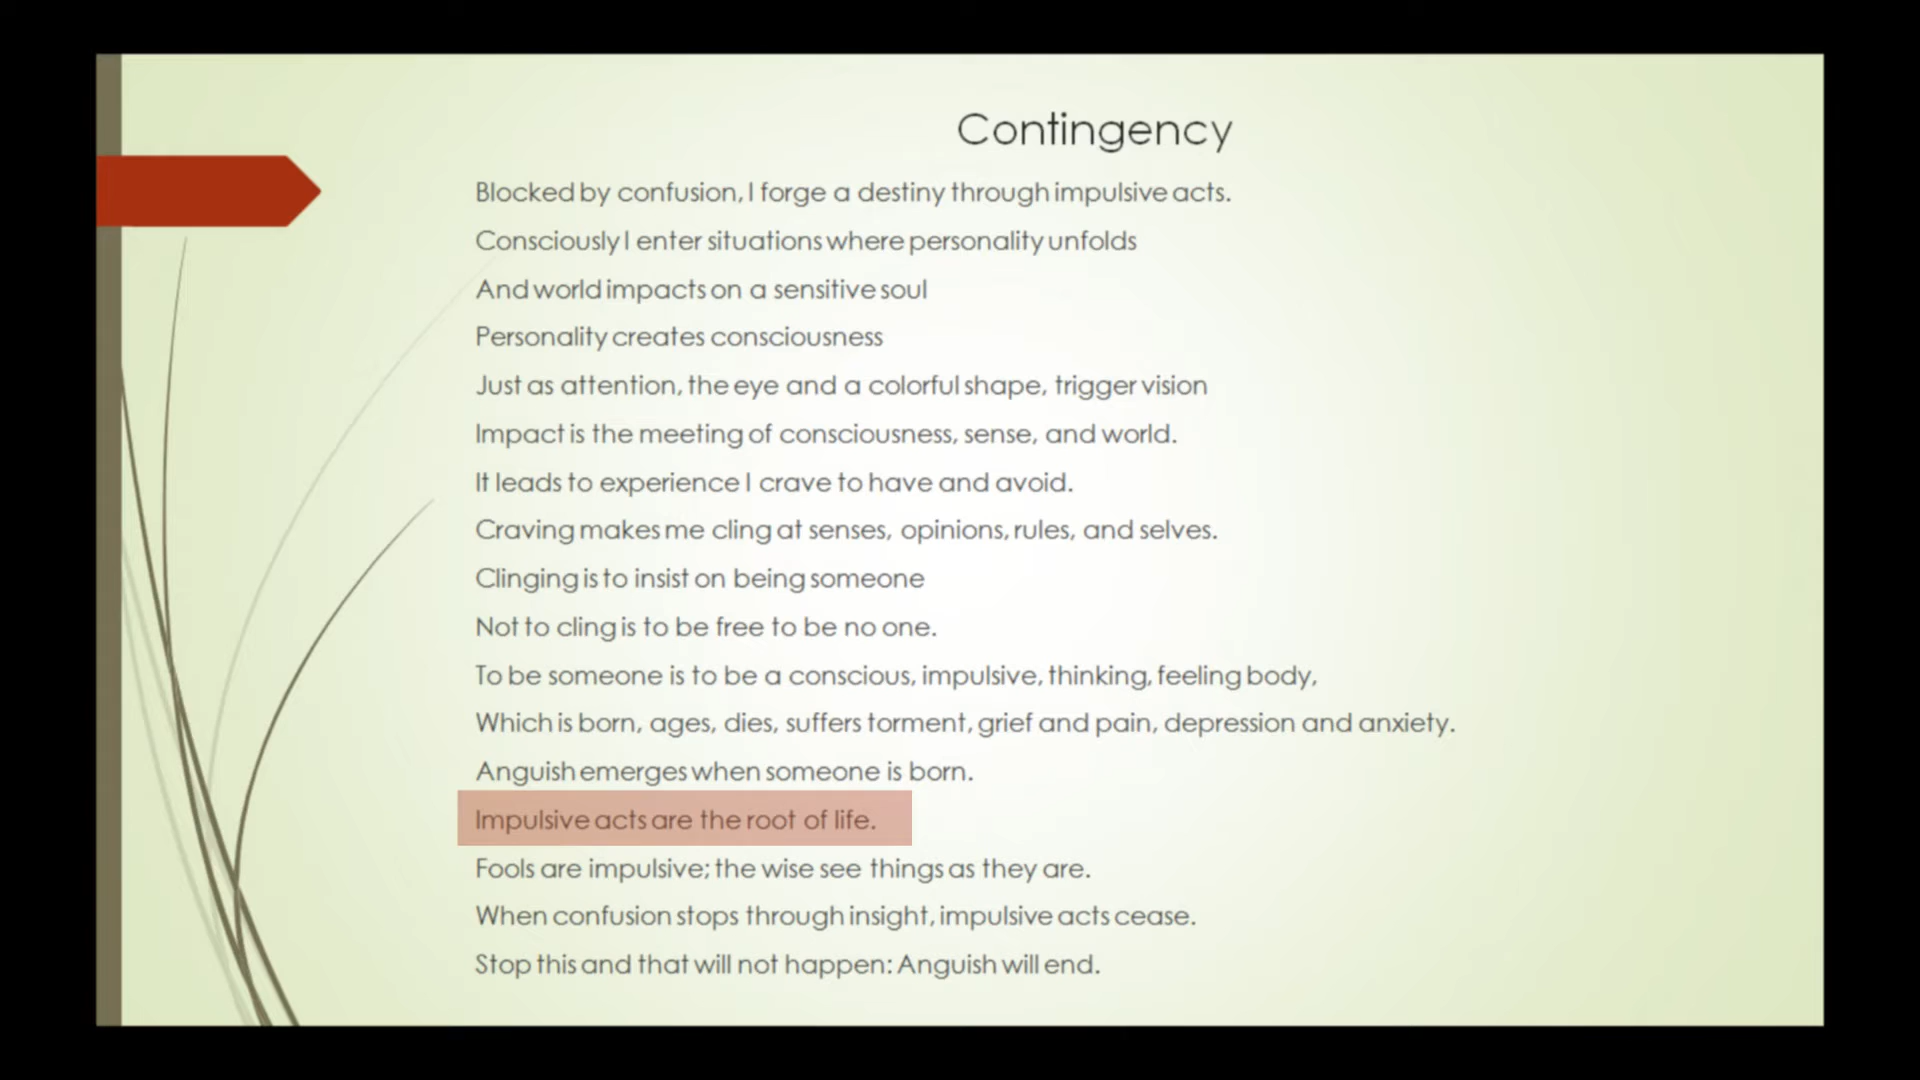 Contingency
Blocked by confusion, I forge a destiny through impulsive acts.
Consciously I enter situations where personality unfolds
And world impacts on a sensitive soul
Personality creates consciousness
Just as attention, the eye and a colorful shape, trigger vision
Impact is the meeting of consciousness, sense, and world.
It leads to experience I crave to have and avoid.
Craving makes me cling at senses, opinions, rules, and selves.
Clinging is to insist on being someone
Not to cling is to be free to be no one.
To be someone is to be a conscious, impulsive, thinking, feeling body,
Which is born, ages, dies, suffers torment, grief and pain, depression and anxiety.
Anguish emerges when someone is born.
Impulsive acts are the root of life.
Fools are impulsive; the wise see things as they are.
When confusion stops through insight, impulsive acts cease.
Stop this and that will not happen: Anguish will end.